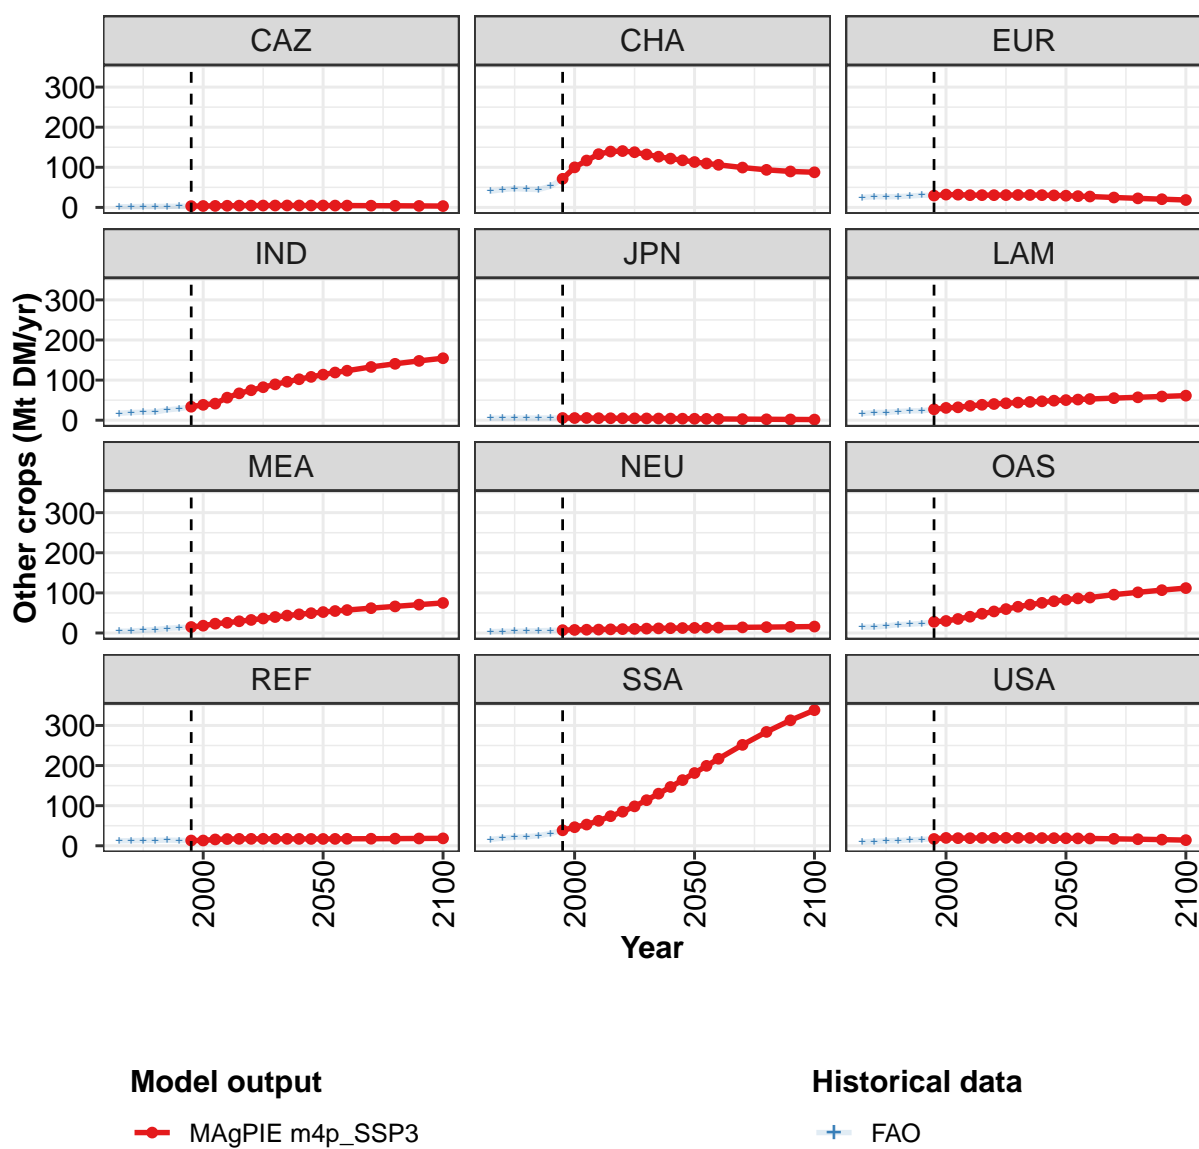 CAZ CHA EUR
300
200
100
0
IND JPN LAM
300
200
100
0
MEA NEU OAS
300
200
100
0
REF SSA USA
300
200
100
0
Other crops (Mt DM/yr)
2000 2050 2100 2000 2050 2100 2000 2050 2100
Year
Model output Historical data
MAgPIE m4p_SSP3 FAO